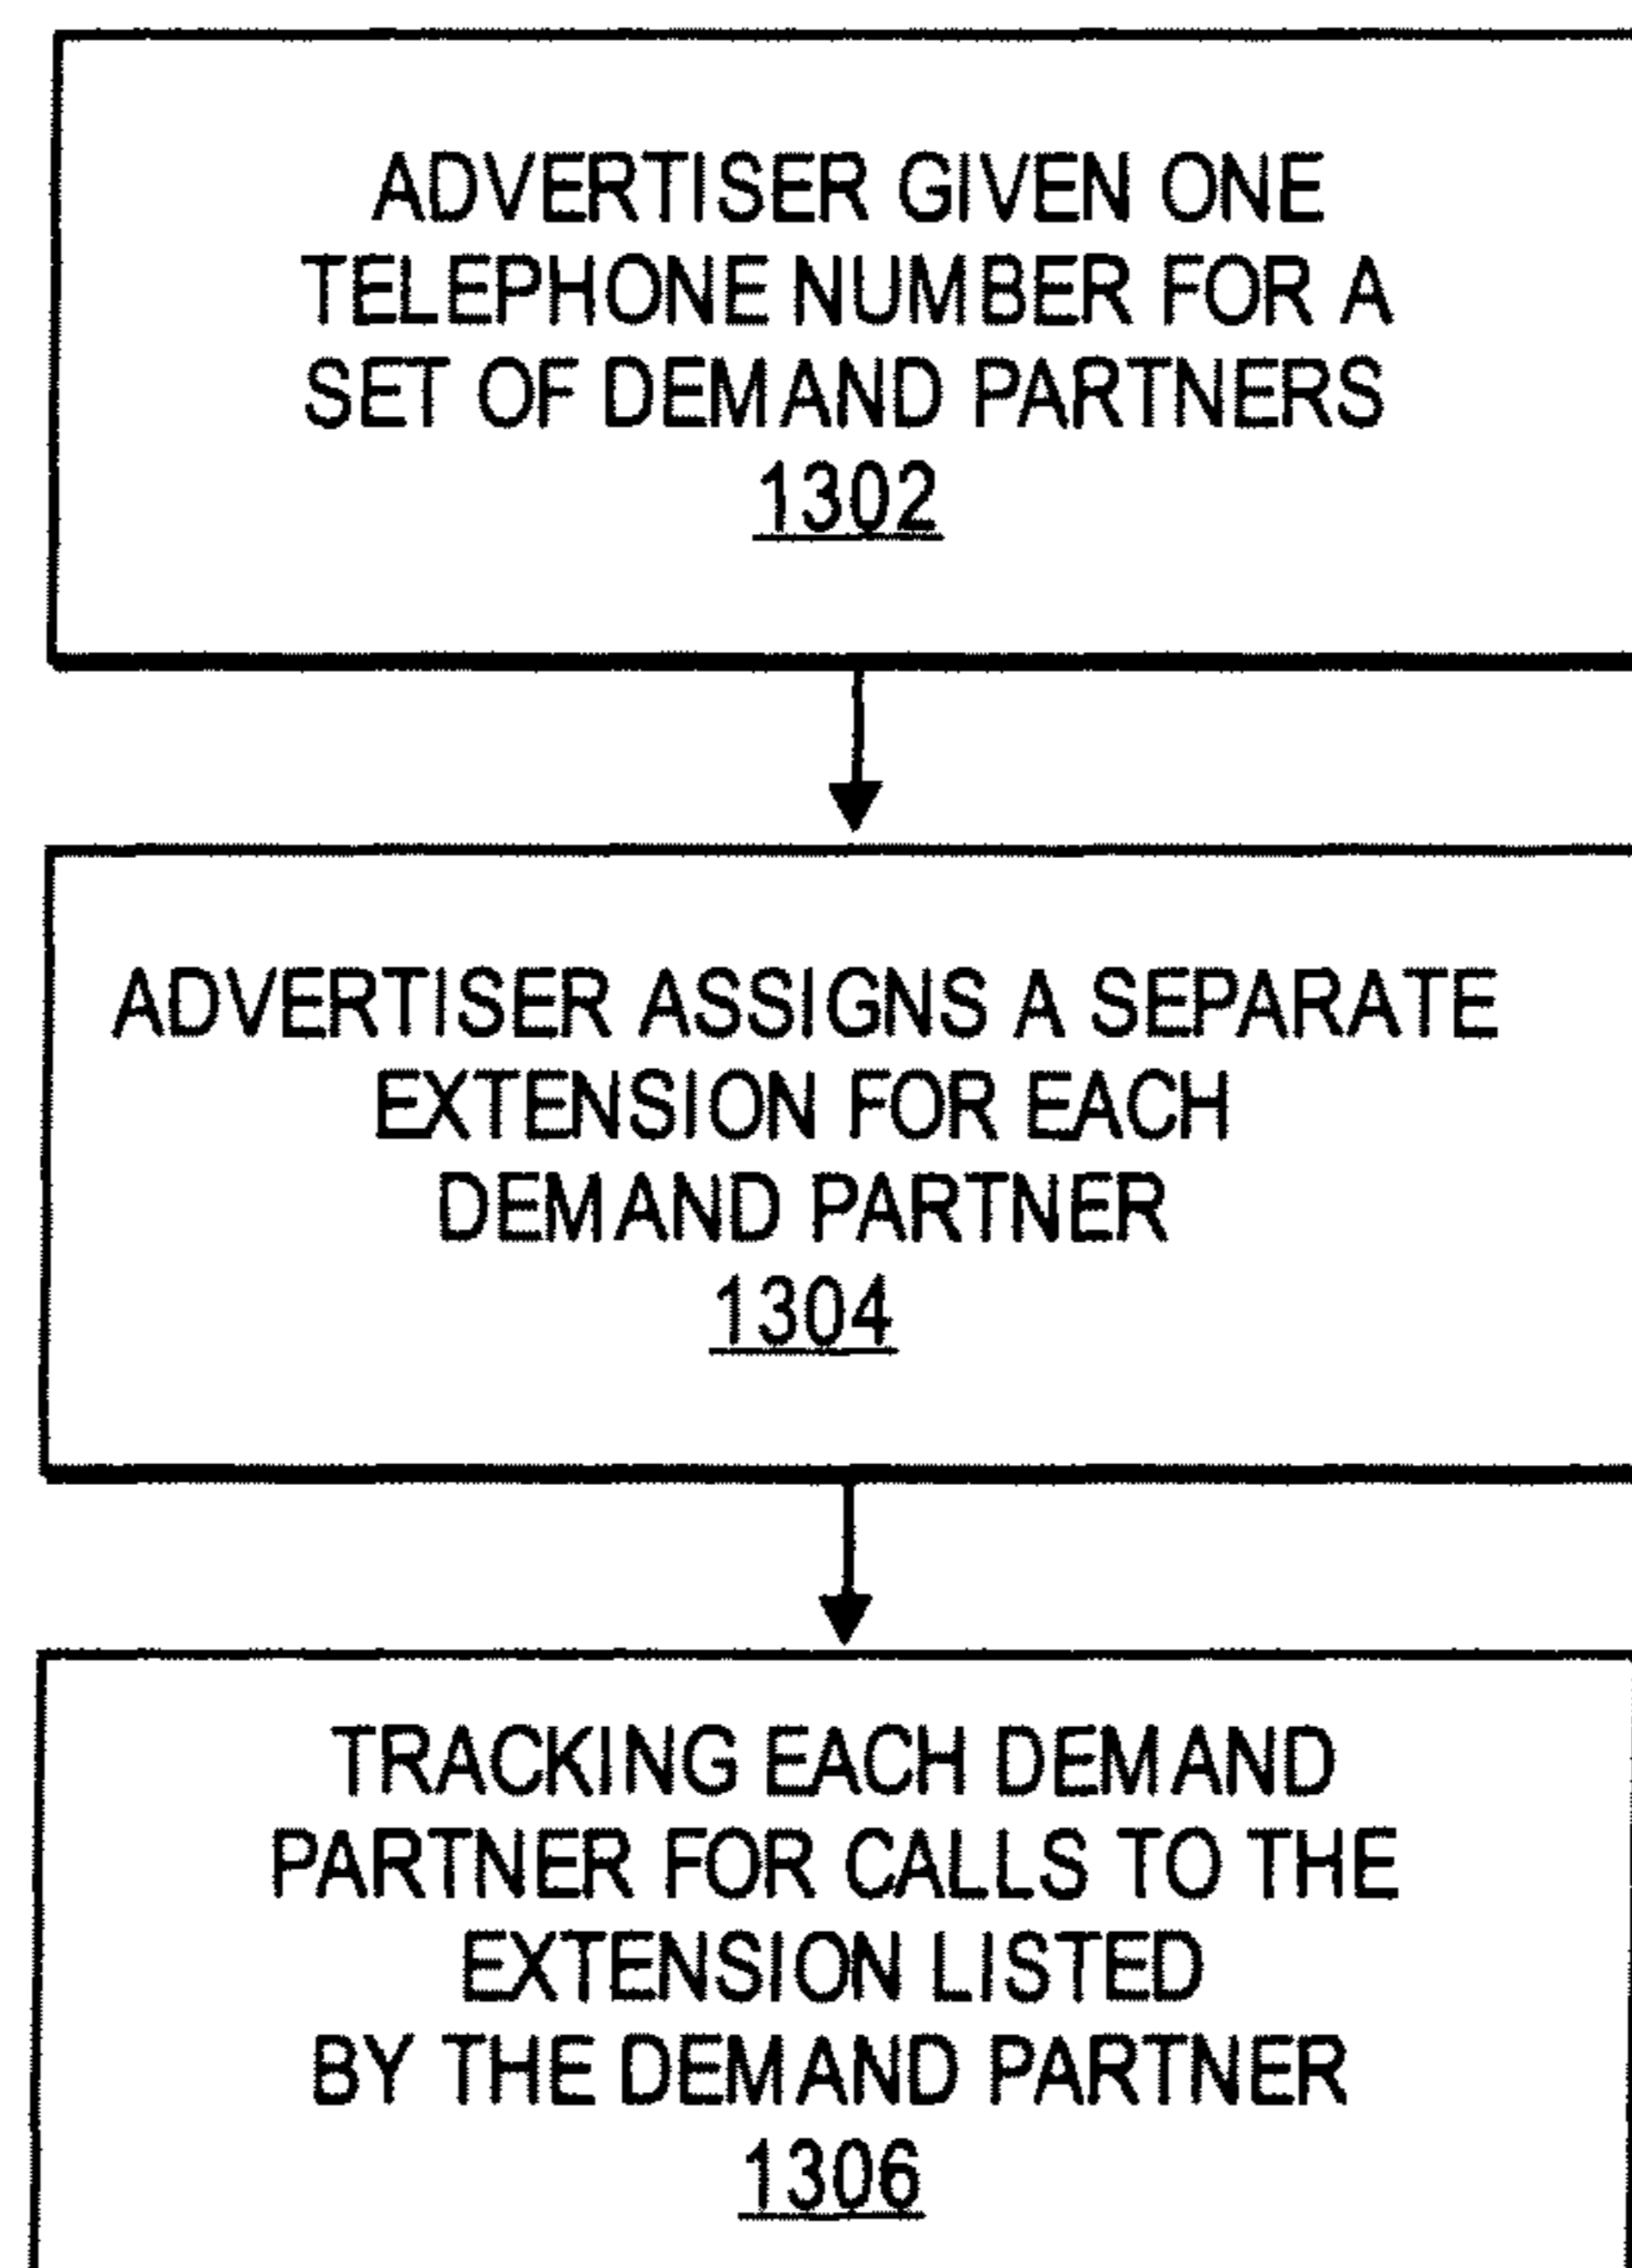 ADVERTISER GIVEN ONE
TELEPHONE NUMBER FOR A
SET OF DEMAND PARTNERS
1302
ADVERTISER ASSIGNS A SEPARATE
EXTENSION FOR EACH
DEMAND PARTNER
1304
TRACKING EACH DEMAND
PARTNER FOR CALLS TO THE
EXTENSION LISTED
BY THE DEMAND PARTNER
1306